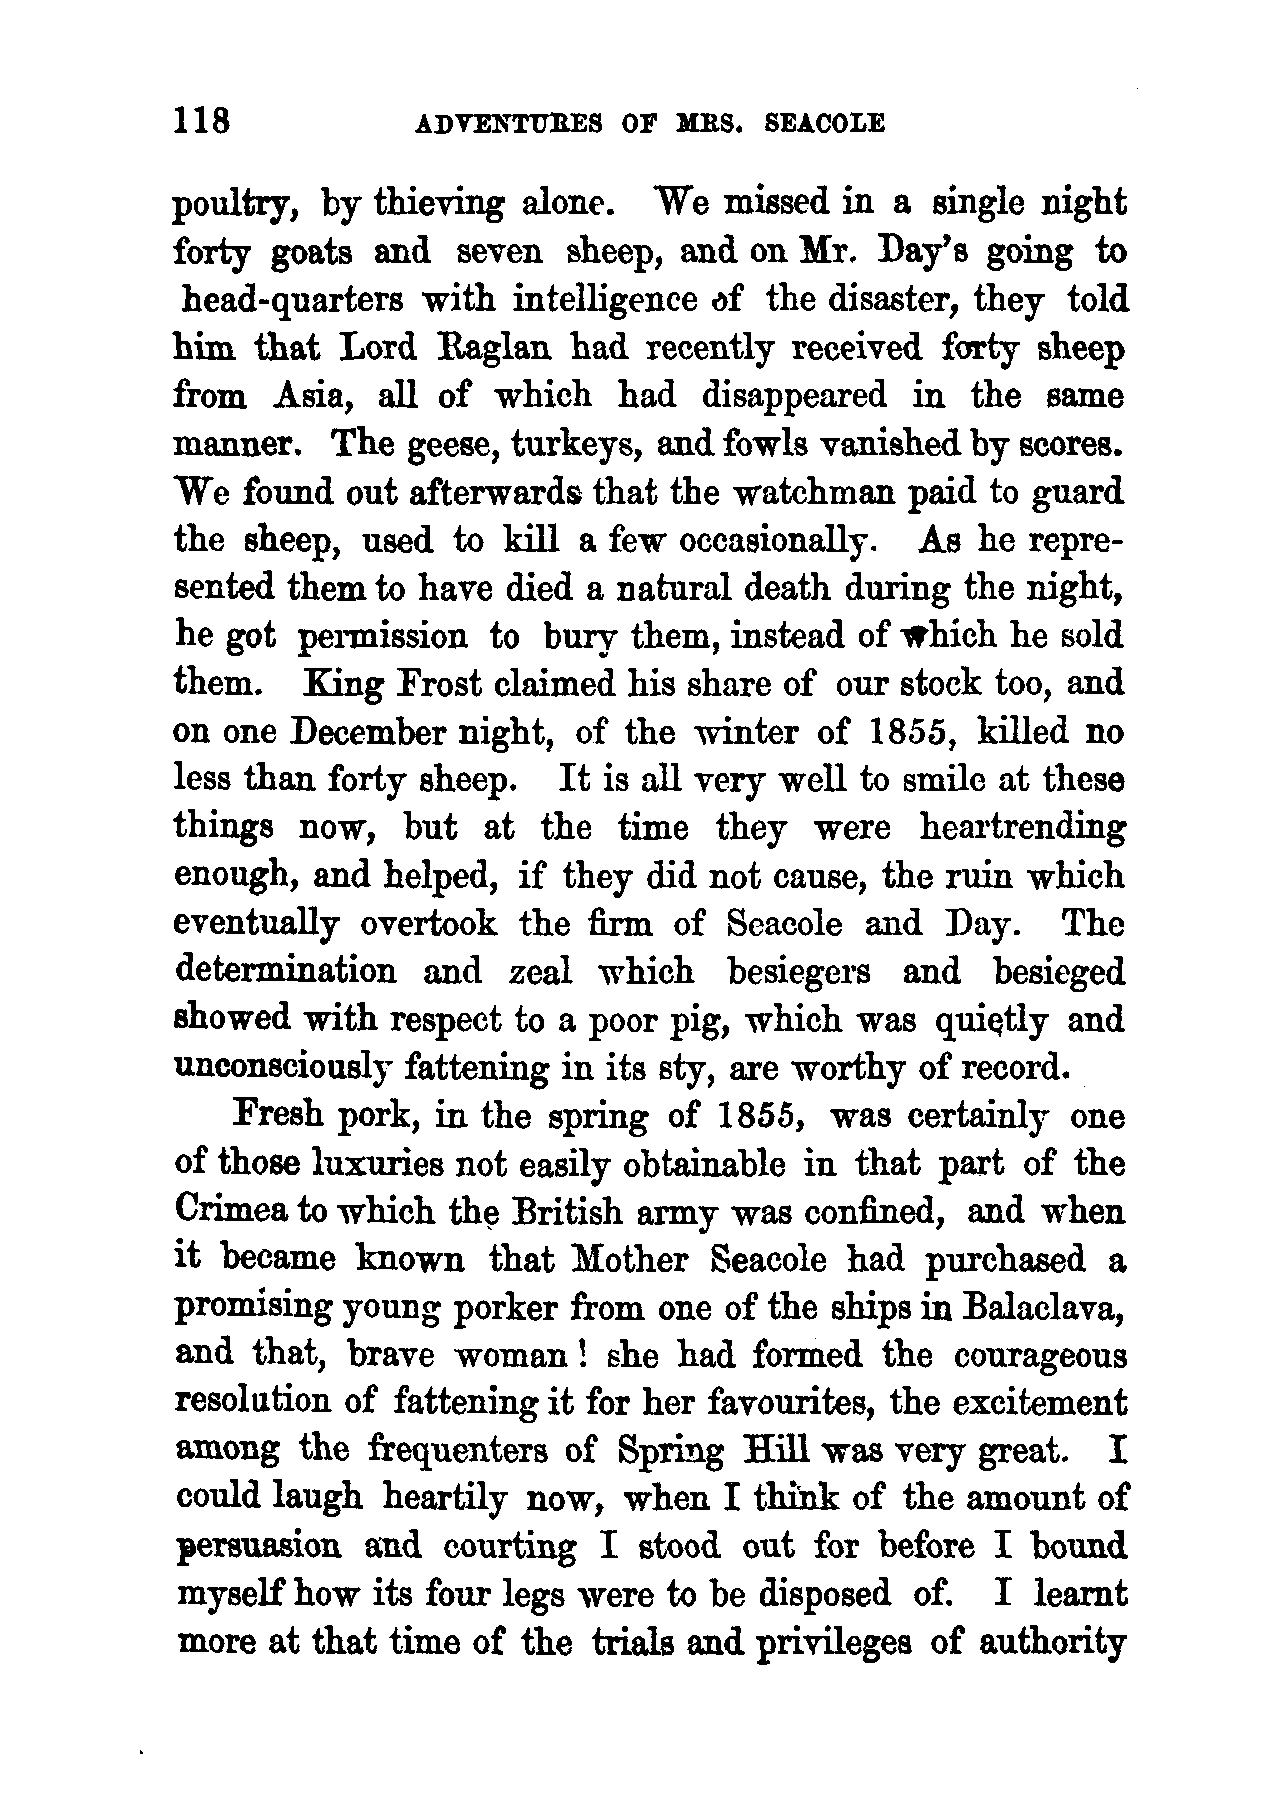 118 ADVENTURES OF MRS. SEACOLE
poultry, by thieving alone. We missed in a single night
forty goats and seven sheep, and on Mr. Day's going to
head-quarters with intelligence of the disaster, they told
him that Lord Raglan had recently received forty sheep
from Asia, all of which had disappeared in the same
manner. The geese, turkeys, and fowls vanished by scores.
We found out afterwards that the watchman paid to guard
the sheep, used to kill a few occasionally. As he repre-
sented them to have died a natural death during the night,
he got permission to bury them, instead of which he sold
them. King Frost claimed his share of our stock too, and
on one December night, of the winter of 1855, killed no
less than forty sheep. It is all very well to smile at these
things now, but at the time they were heartrending
enough, and helped, if they did not cause, the ruin which
eventually overtook the firm of Seacole and Day. The
determination and zeal which besiegers and besieged
showed with respect to a poor pig, which was quietly and
unconsciously fattening in its sty, are worthy of record.
Fresh pork, in the spring of 1855, was certainly one
of those luxuries not easily obtainable in that part of the
Crimea to which the British army was confined, and when
it became known that Mother Seacole had purchased a
promising young porker from one of the ships in Balaclava,
and that, brave woman ! she had formed the courageous
resolution of fattening it for her favourites, the excitement
among the frequenters of Spring Hill was very great. I
could laugh heartily now, when I think of the amount of
persuasion and courting I stood out for before I bound
myself how its four legs were to be disposed of. I learnt
more at that time of the trials and privileges of authority